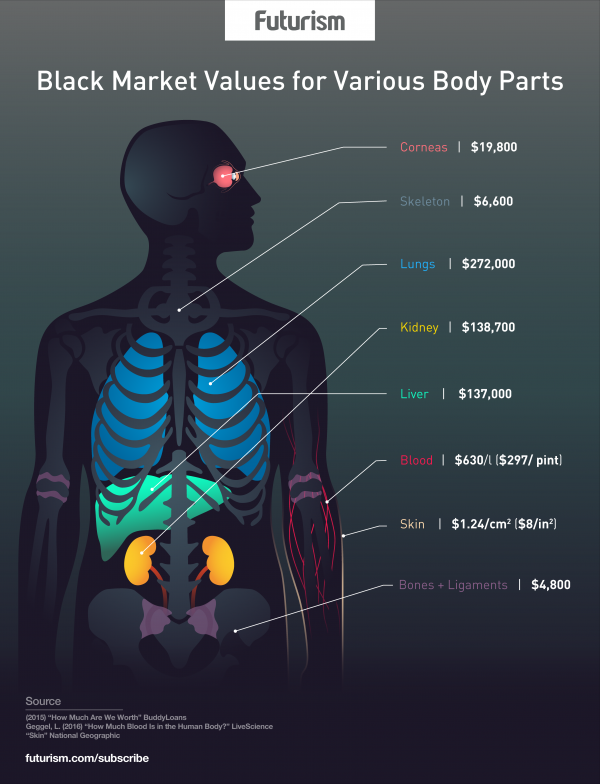 Futurism
Black Market Values for Various Body Parts
Corneas | $19,800
Skeleton | $6,600
Lungs | $272,000
Kidney | $138,700
Liver | $137,000
Blood | $630/l ($297/ pint)
Skin | $1.24/cm² ($8/in²)
Bones + Ligaments | $4,800
Source
(2015) “How Much Are We Worth” BuddyLoans
Geggel, L. (2016) “How Much Blood Is in the Human Body?” LiveScience
“Skin” National Geographic
futurism.com/subscribe